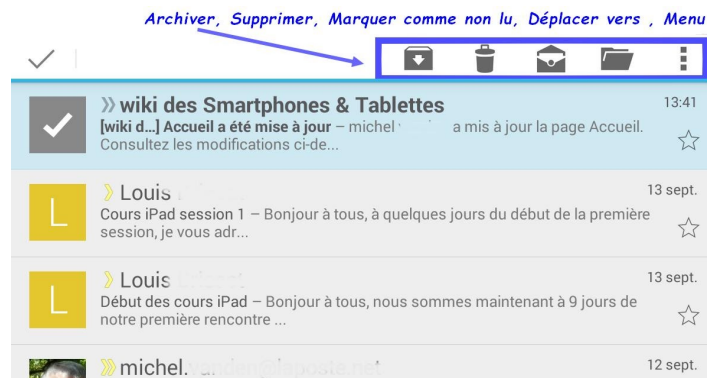 Archiver, Supprimer, Marquer comme non lu, Déplacer vers , Menu
wiki des Smartphones & Tablettes
13:41
[wiki d...] Accueil a été mise à jour – michel a mis à jour la page Accueil.
Consultez les modifications ci-de...
L
Louis
13 sept.
Cours iPad session 1 – Bonjour à tous, à quelques jours du début de la première
session, je vous adr...
L
Louis
13 sept.
Début des cours iPad – Bonjour à tous, nous sommes maintenant à 9 jours de
notre première rencontre ...
michel.
12 sept.